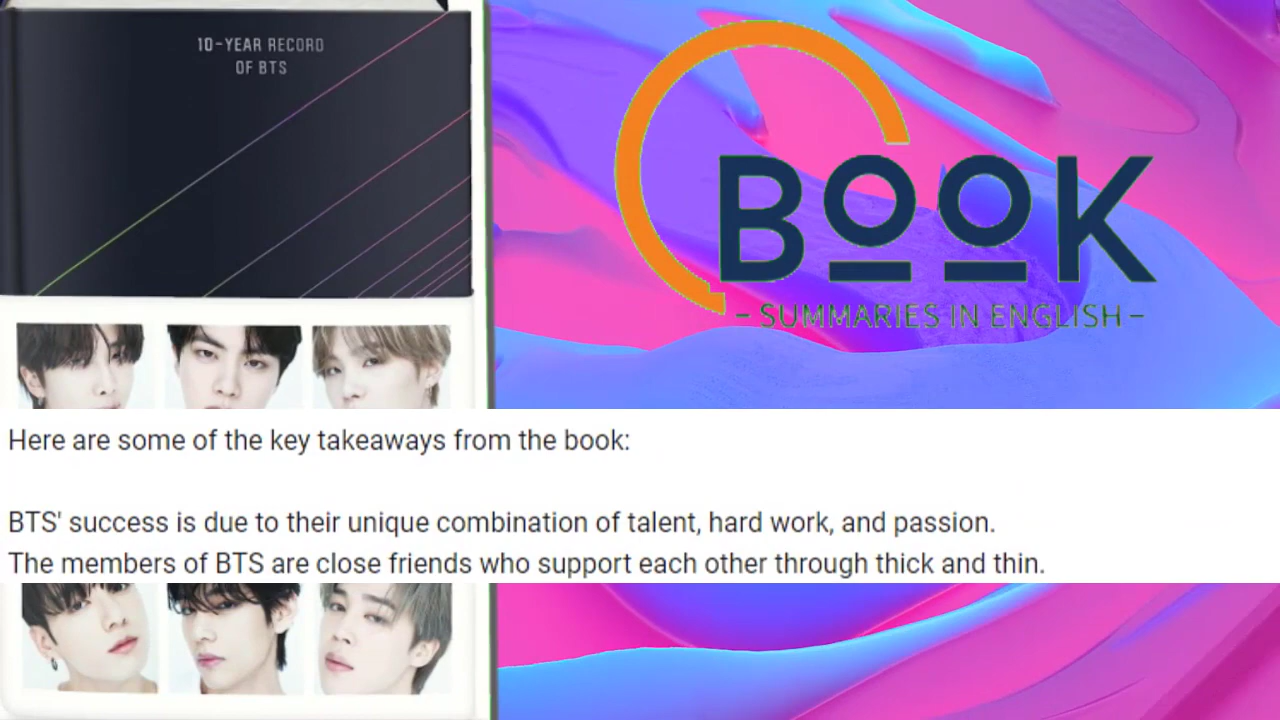 10-YEAR RECORD
OF BTS
BOOK
– SUMMARIES IN ENGLISH –
Here are some of the key takeaways from the book:
BTS' success is due to their unique combination of talent, hard work, and passion.
The members of BTS are close friends who support each other through thick and thin.